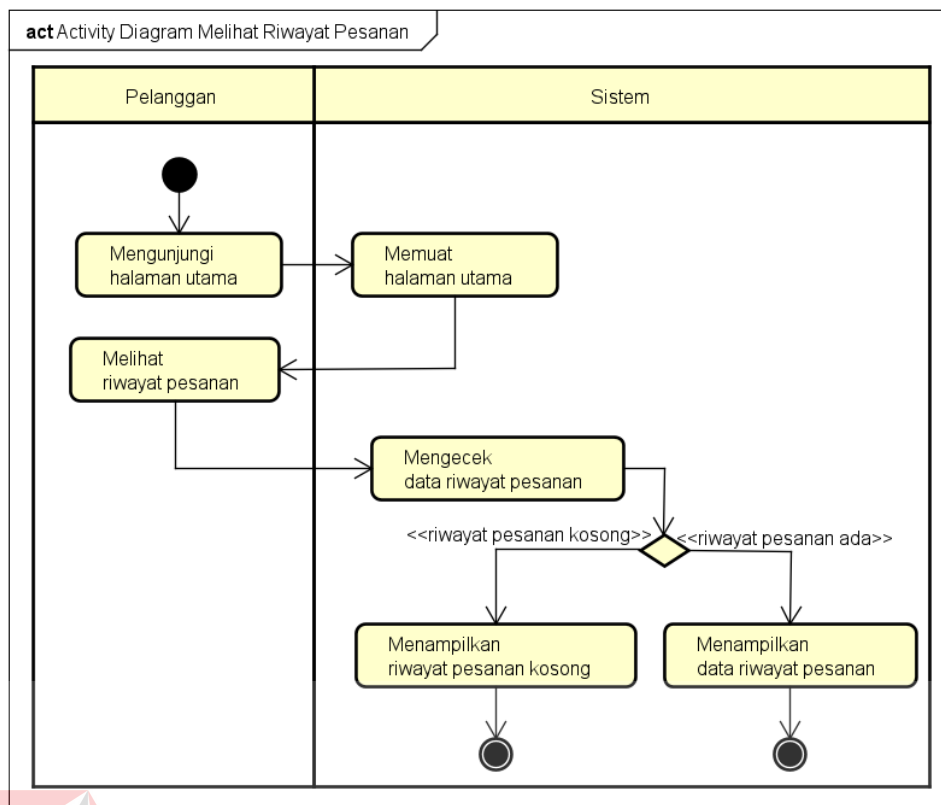 act Activity Diagram Melihat Riwayat Pesanan
Pelanggan
Sistem
Mengunjungi
halaman utama
Memuat
halaman utama
Melihat
riwayat pesanan
Mengecek
data riwayat pesanan
<<riwayat pesanan kosong>>
<<riwayat pesanan ada>>
Menampilkan
riwayat pesanan kosong
Menampilkan
data riwayat pesanan